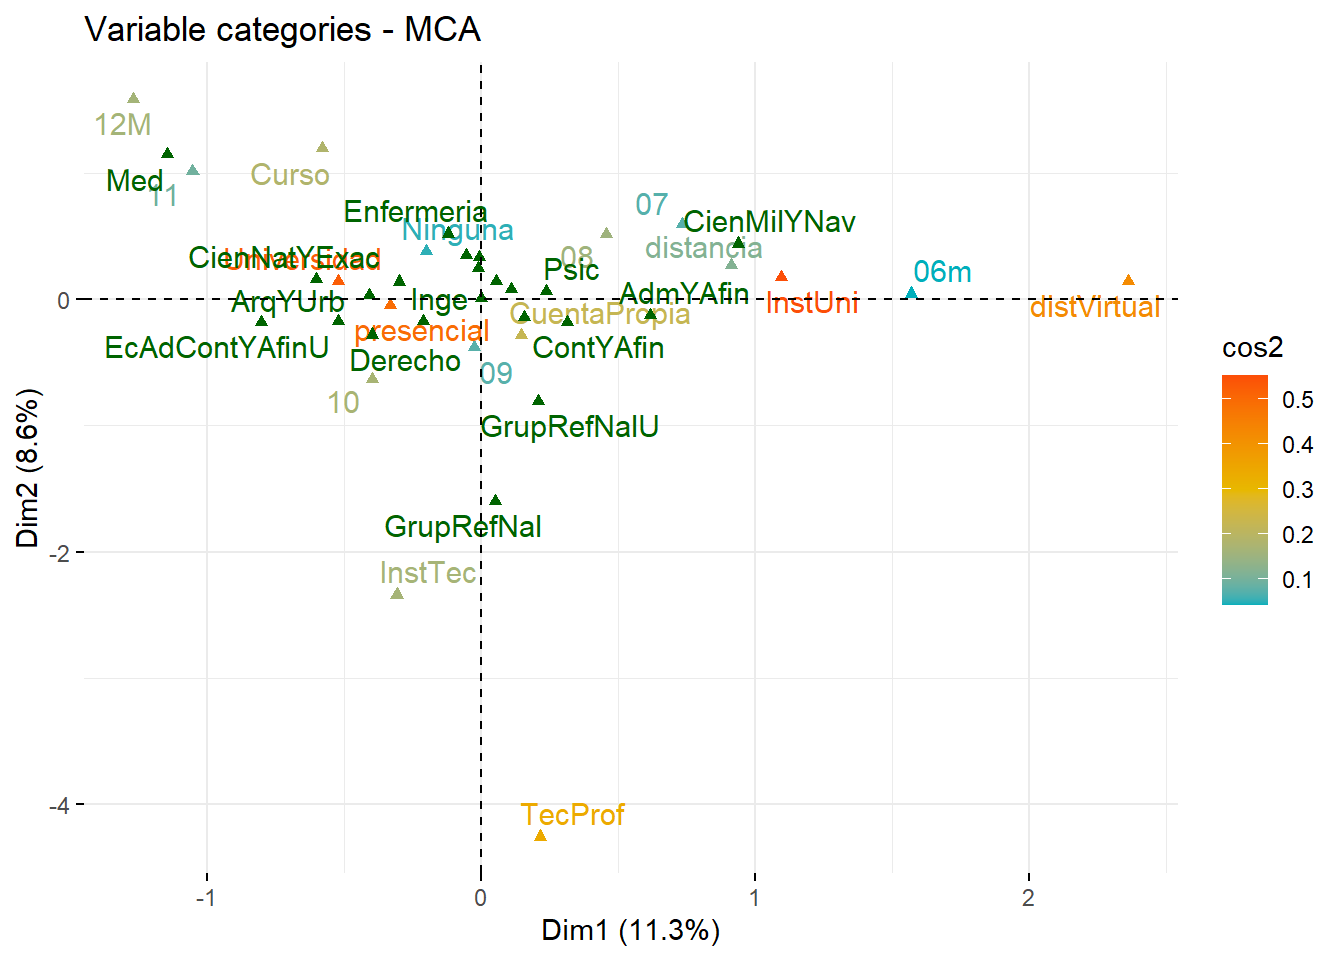 Variable categories - MCA
12M
Med
11
Curso
Enfermeria
Ninguna
07
CienMilYNav
08
distancia
CienNatYExac
Universidad
Psic
06m
ArqYUrb
Inge
AdmYAfin
InstUni
distVirtual
CuentaPropia
presencial
EcAdContYAfinU
Derecho
ContYAfin
09
10
GrupRefNalU
GrupRefNal
InstTec
TecProf
0
-2
-4
-1
0
1
2
Dim1 (11.3%)
Dim2 (8.6%)
cos2
0.5
0.4
0.3
0.2
0.1